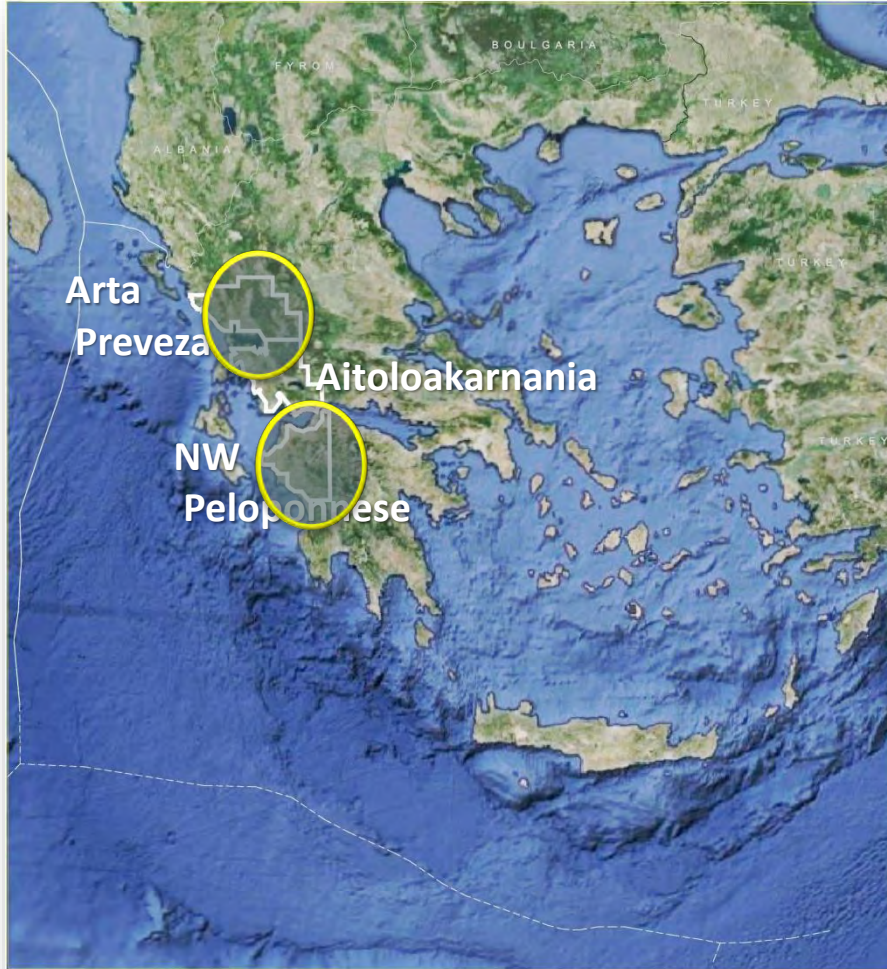 BOULGARIA
FYROM
TURKEY
ALBANIA
TURKEY
Arta
Preveza
Aitoloakarnania
TURKEY
NW
Peloponnese